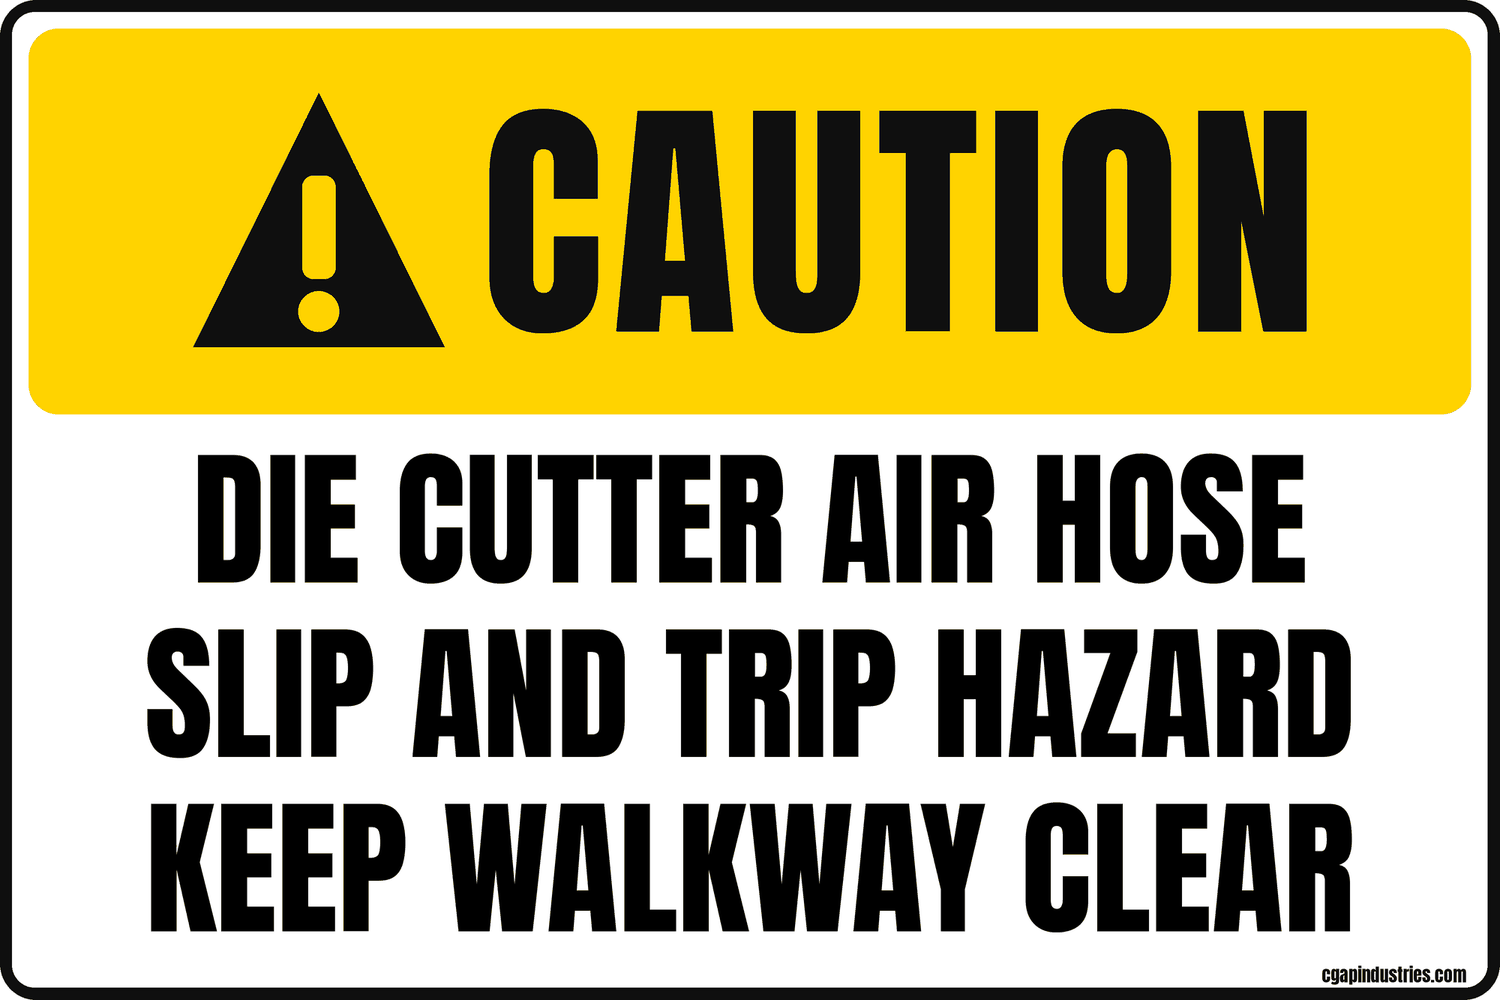 CAUTION
DIE CUTTER AIR HOSE
SLIP AND TRIP HAZARD
KEEP WALKWAY CLEAR
cgapindustries.com